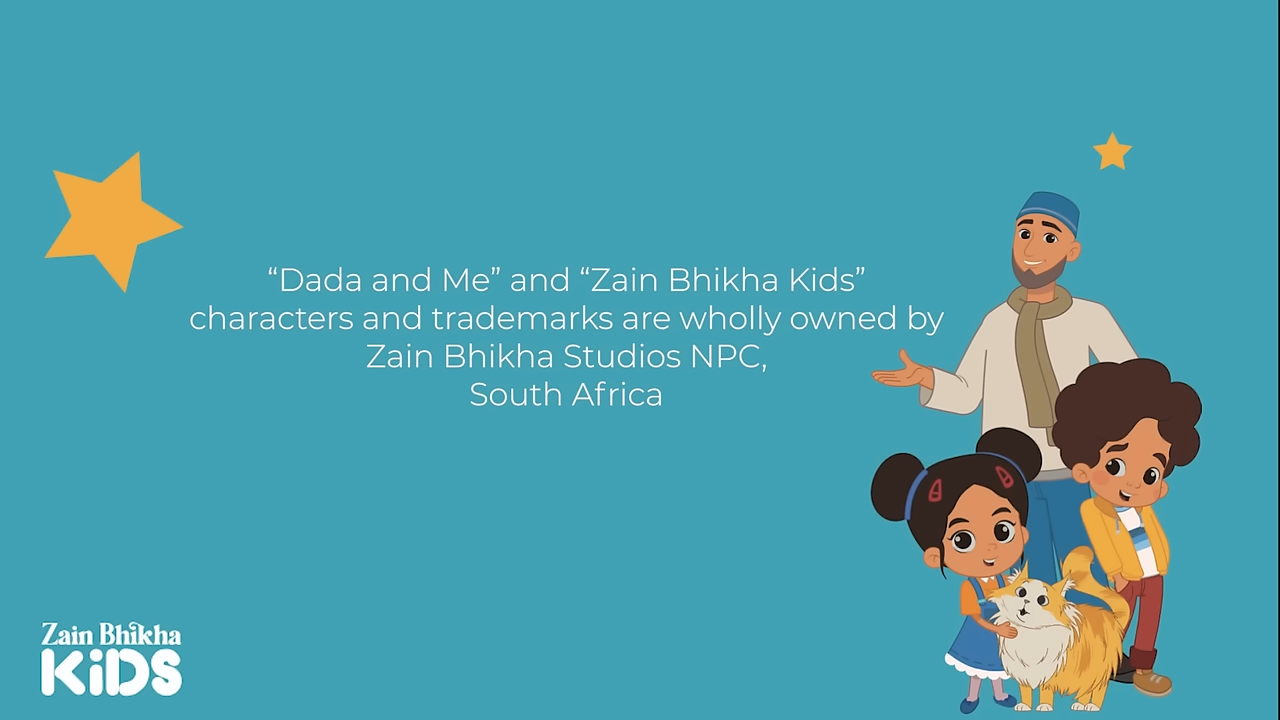 “Dada and Me” and “Zain Bhikha Kids”
characters and trademarks are wholly owned by
Zain Bhikha Studios NPC,
South Africa
Zain Bhikha
KiDS